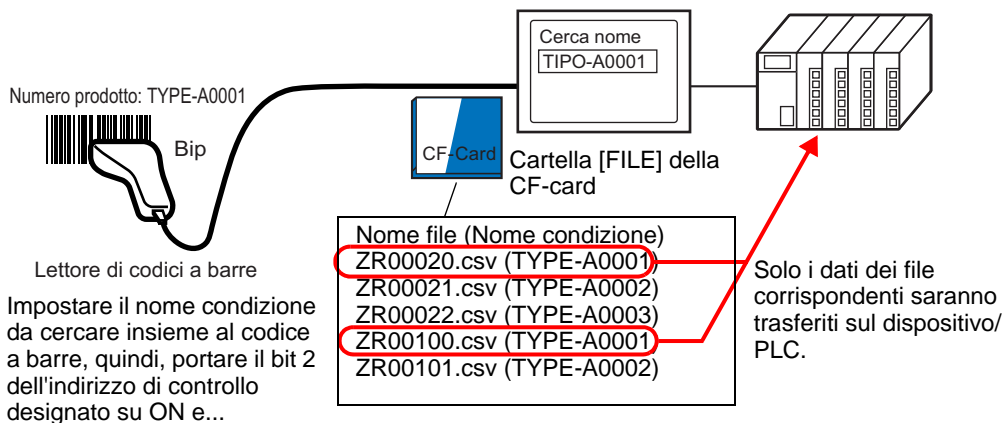 Cerca nome
TIPO-A0001
Numero prodotto: TYPE-A0001
Bip
CF-Card
Cartella [FILE] della
CF-card
Lettore di codici a barre
Impostare il nome condizione
da cercare insieme al codice
a barre, quindi, portare il bit 2
dell'indirizzo di controllo
designato su ON e...
Nome file (Nome condizione)
ZR00020.csv (TYPE-A0001)
ZR00021.csv (TYPE-A0002)
ZR00022.csv (TYPE-A0003)
ZR00100.csv (TYPE-A0001)
ZR00101.csv (TYPE-A0002)
Solo i dati dei file
corrispondenti saranno
trasferiti sul dispositivo/
PLC.